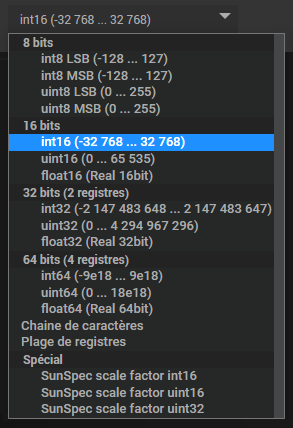 int16 (-32 768 ... 32 768)
8 bits
int8 LSB (-128 ... 127)
int8 MSB (-128 ... 127)
uint8 LSB (0 ... 255)
uint8 MSB (0 ... 255)
16 bits
int16 (-32 768 ... 32 768)
uint16 (0 ... 65 535)
float16 (Real 16bit)
32 bits (2 registres)
int32 (-2 147 483 648 ... 2 147 483 647)
uint32 (0 ... 4 294 967 296)
float32 (Real 32bit)
64 bits (4 registres)
int64 (-9e18 ... 9e18)
uint64 (0 ... 18e18)
float64 (Real 64bit)
Chaine de caractères
Plage de registres
Spécial
SunSpec scale factor int16
SunSpec scale factor uint16
SunSpec scale factor uint32